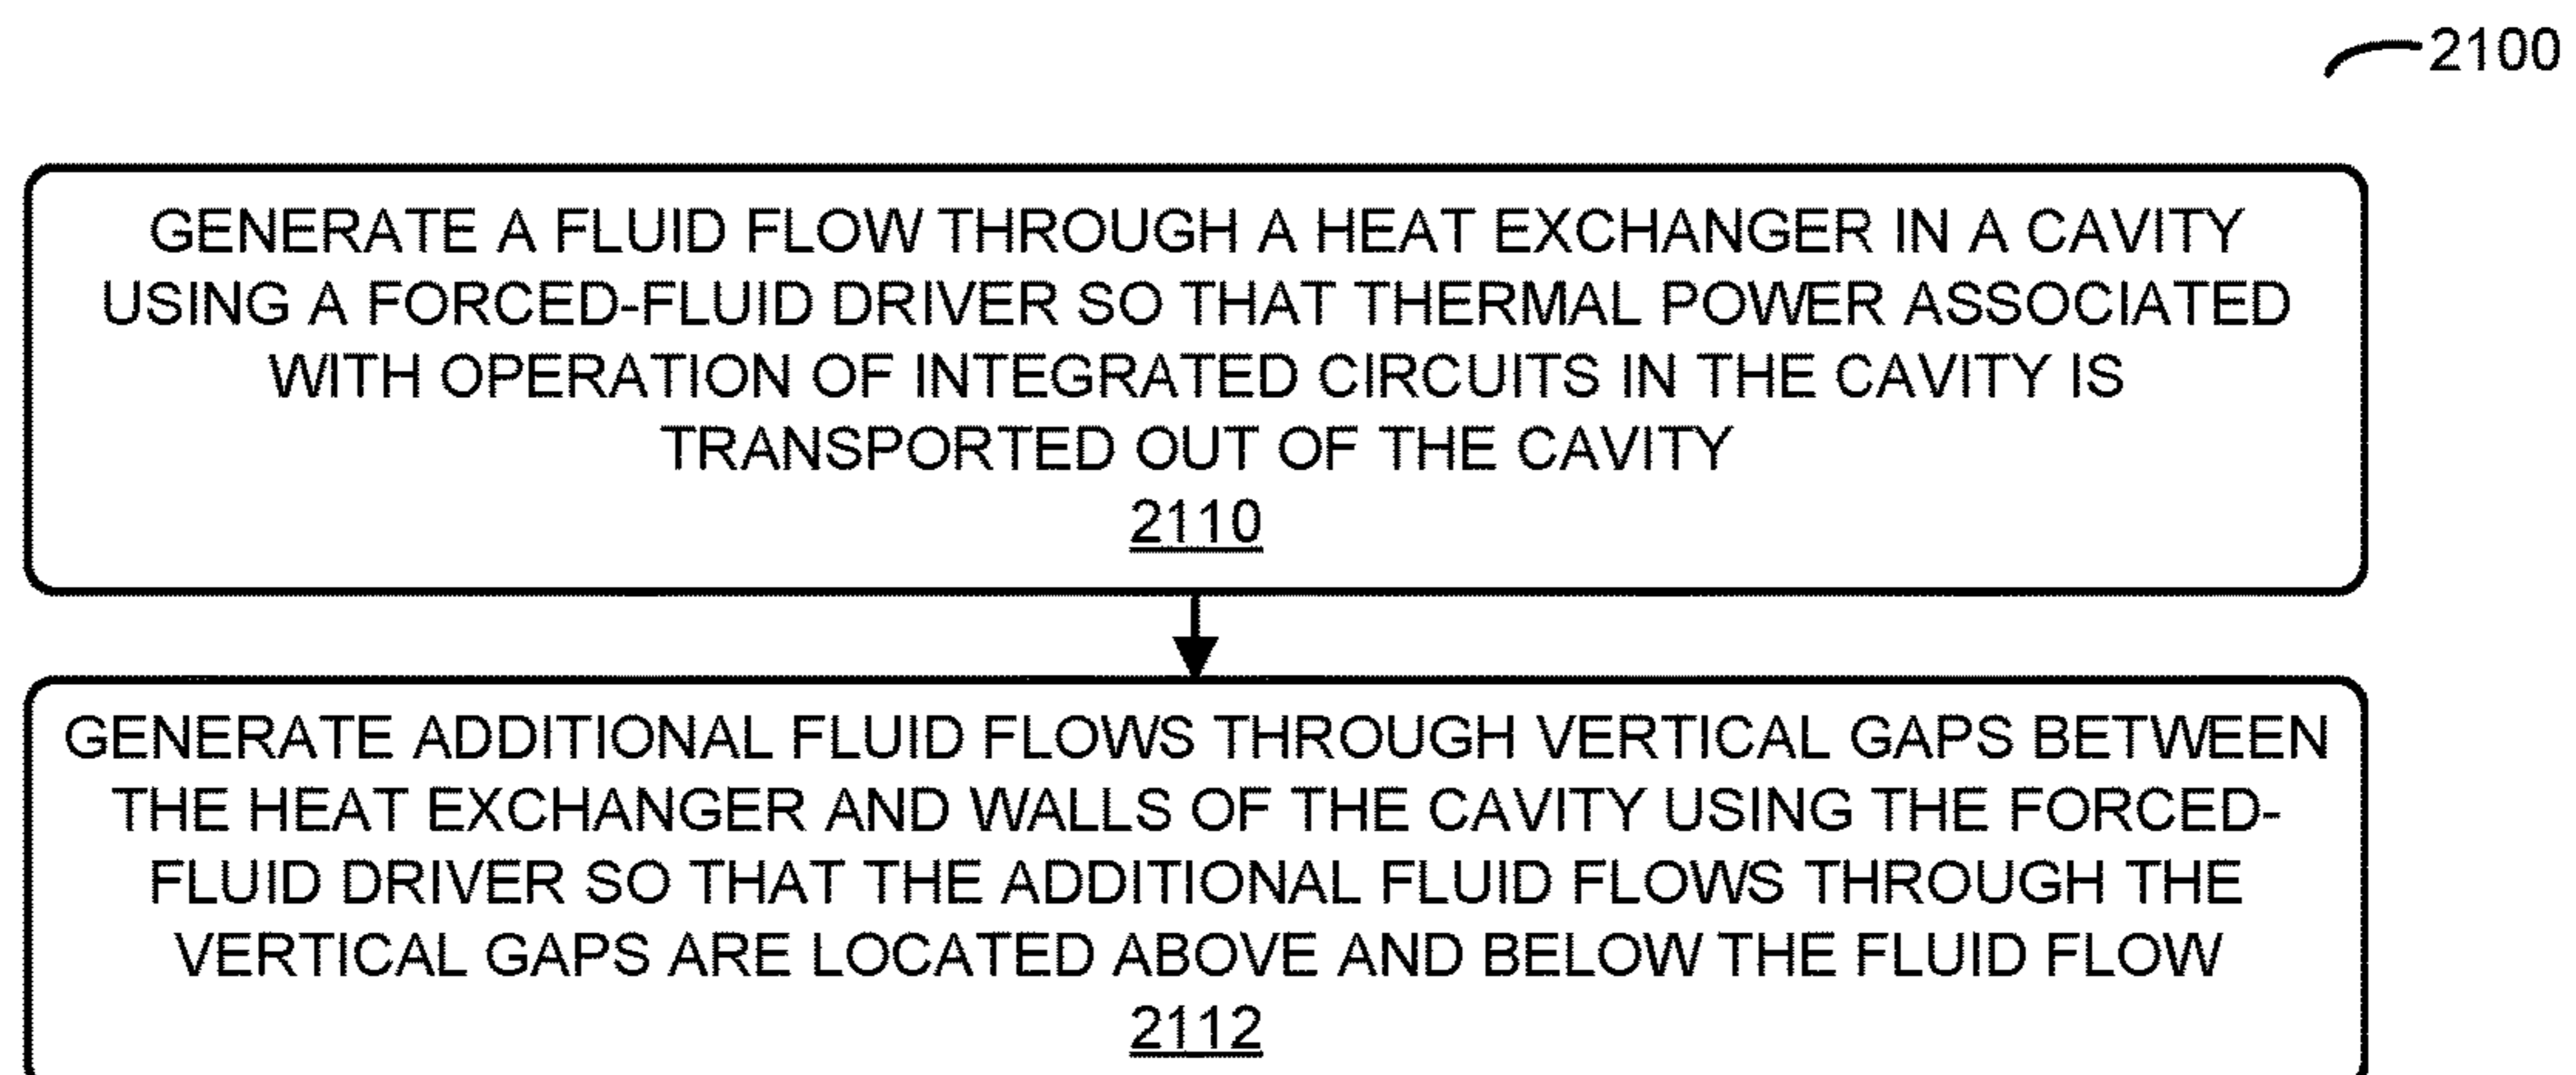 2100
GENERATE A FLUID FLOW THROUGH A HEAT EXCHANGER IN A CAVITY
USING A FORCED-FLUID DRIVER SO THAT THERMAL POWER ASSOCIATED
WITH OPERATION OF INTEGRATED CIRCUITS IN THE CAVITY IS
TRANSPORTED OUT OF THE CAVITY
2110
GENERATE ADDITIONAL FLUID FLOWS THROUGH VERTICAL GAPS BETWEEN
THE HEAT EXCHANGER AND WALLS OF THE CAVITY USING THE FORCED-
FLUID DRIVER SO THAT THE ADDITIONAL FLUID FLOWS THROUGH THE
VERTICAL GAPS ARE LOCATED ABOVE AND BELOW THE FLUID FLOW
2112